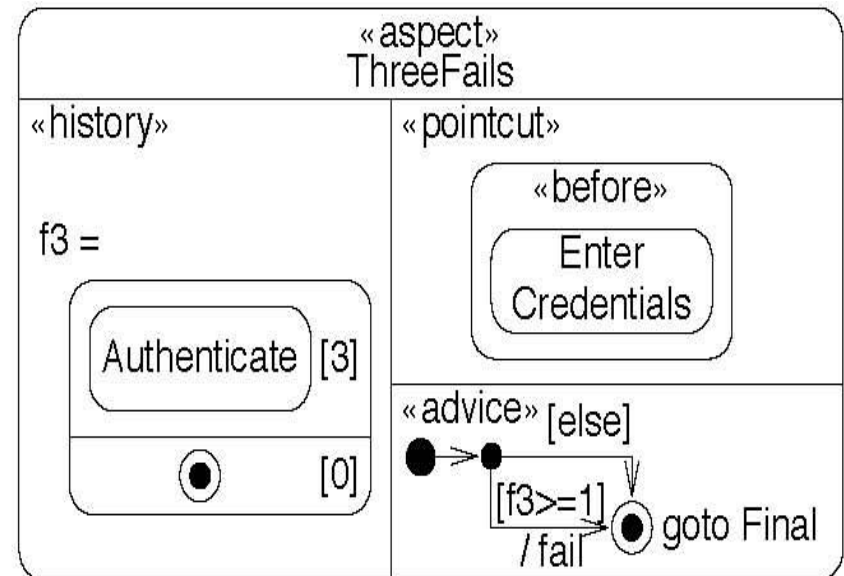 «aspect»
ThreeFails
«history»
f3 =
Authenticate [3]
[0]
«pointcut»
«before»
Enter
Credentials
«advice»
[else]
[f3>=1]
/ fail
goto Final